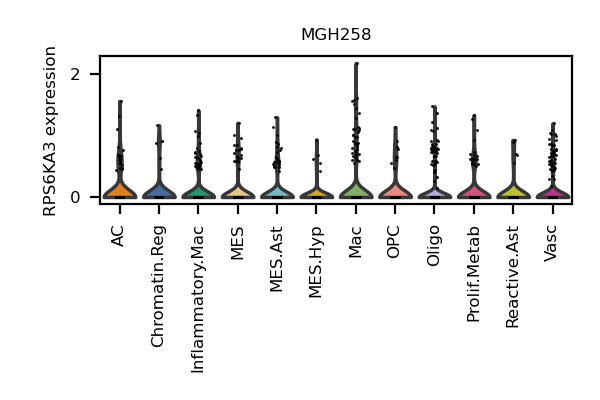 MGH258
RPS6KA3 expression
2
0
AC
Chromatin.Reg
Inflammatory.Mac
MES
MES.Ast
MES.Hyp
Mac
OPC
Oligo
Prolif.Metab
Reactive.Ast
Vasc